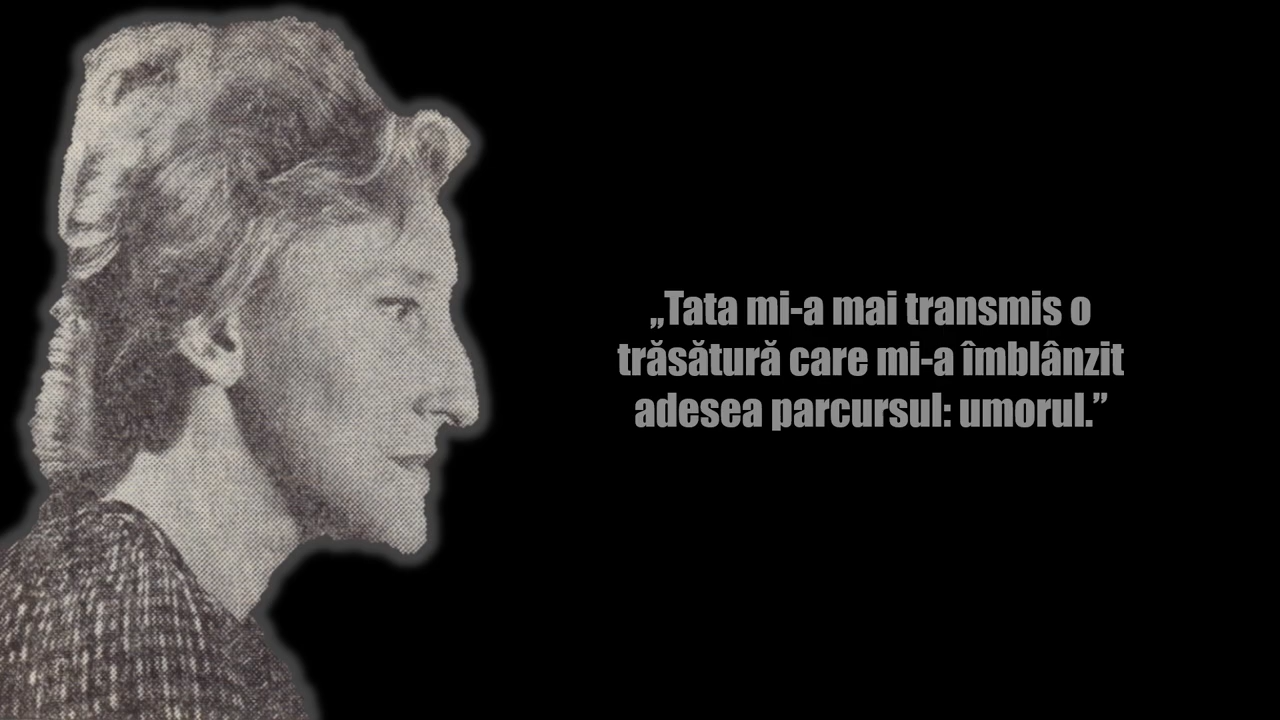 „Tata mi-a mai transmis o
trăsătură care mi-a îmblânzit
adesea parcursul: umorul.”